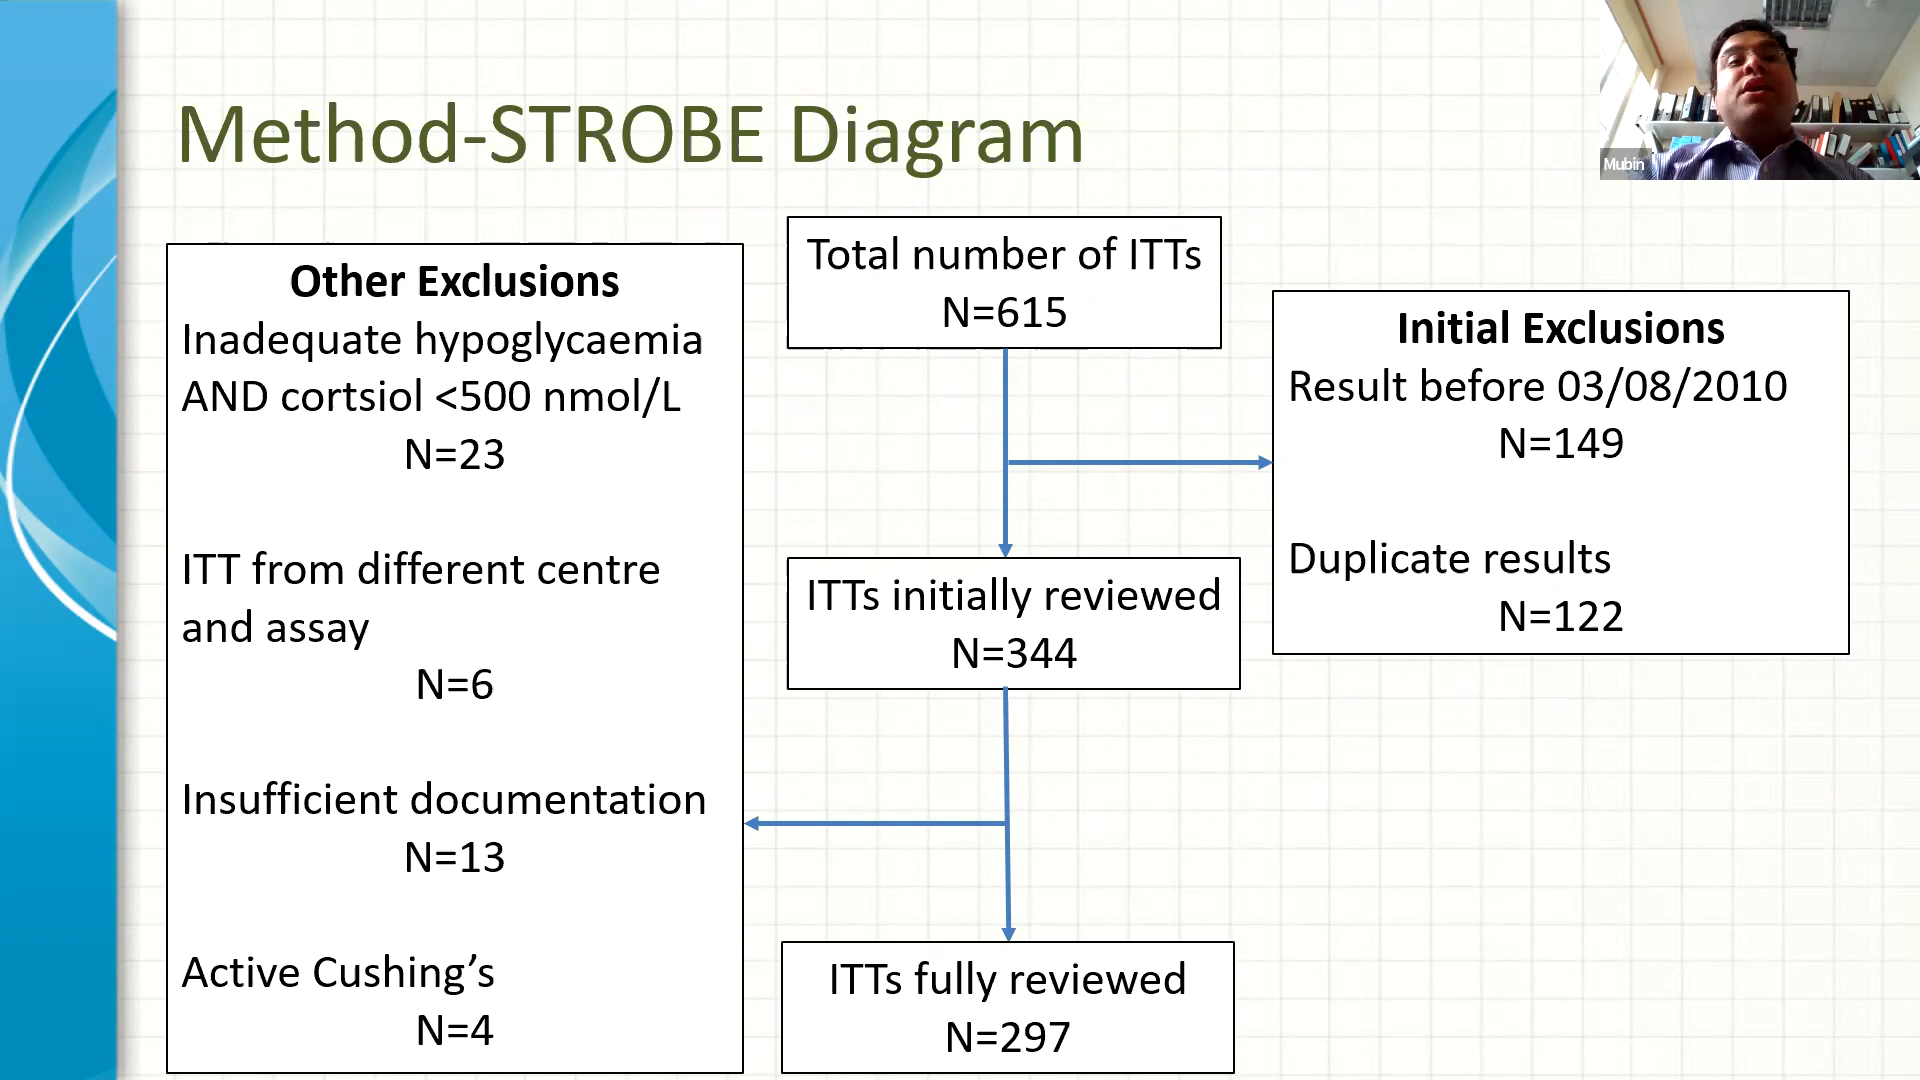 Method-STROBE Diagram
Mubin
Total number of ITTs
N=615
Initial Exclusions
Result before 03/08/2010
N=149
Duplicate results
N=122
ITTs initially reviewed
N=344
Other Exclusions
Inadequate hypoglycaemia
AND cortsiol <500 nmol/L
N=23
ITT from different centre
and assay
N=6
Insufficient documentation
N=13
Active Cushing’s
N=4
ITTs fully reviewed
N=297